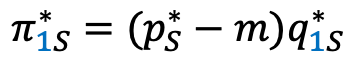 π*₁S = (p*S − m)q*₁S